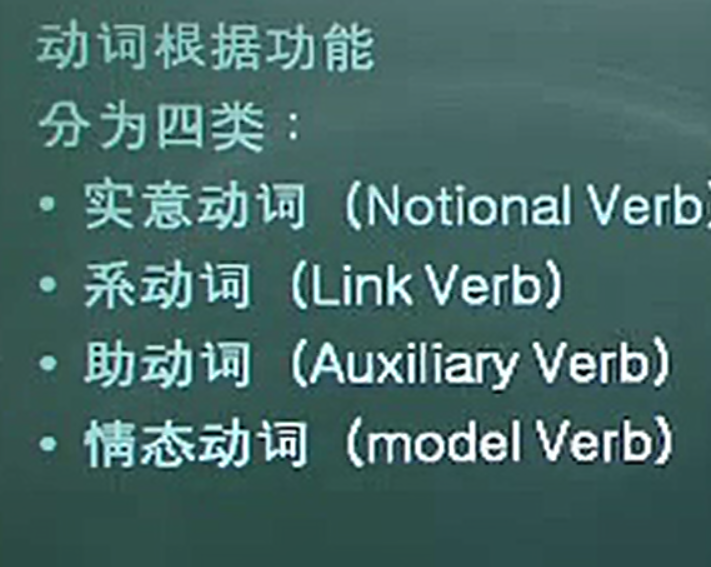 动词根据功能
分为四类：
• 实意动词（Notional Verb）
• 系动词（Link Verb）
• 助动词（Auxiliary Verb）
• 情态动词（model Verb）